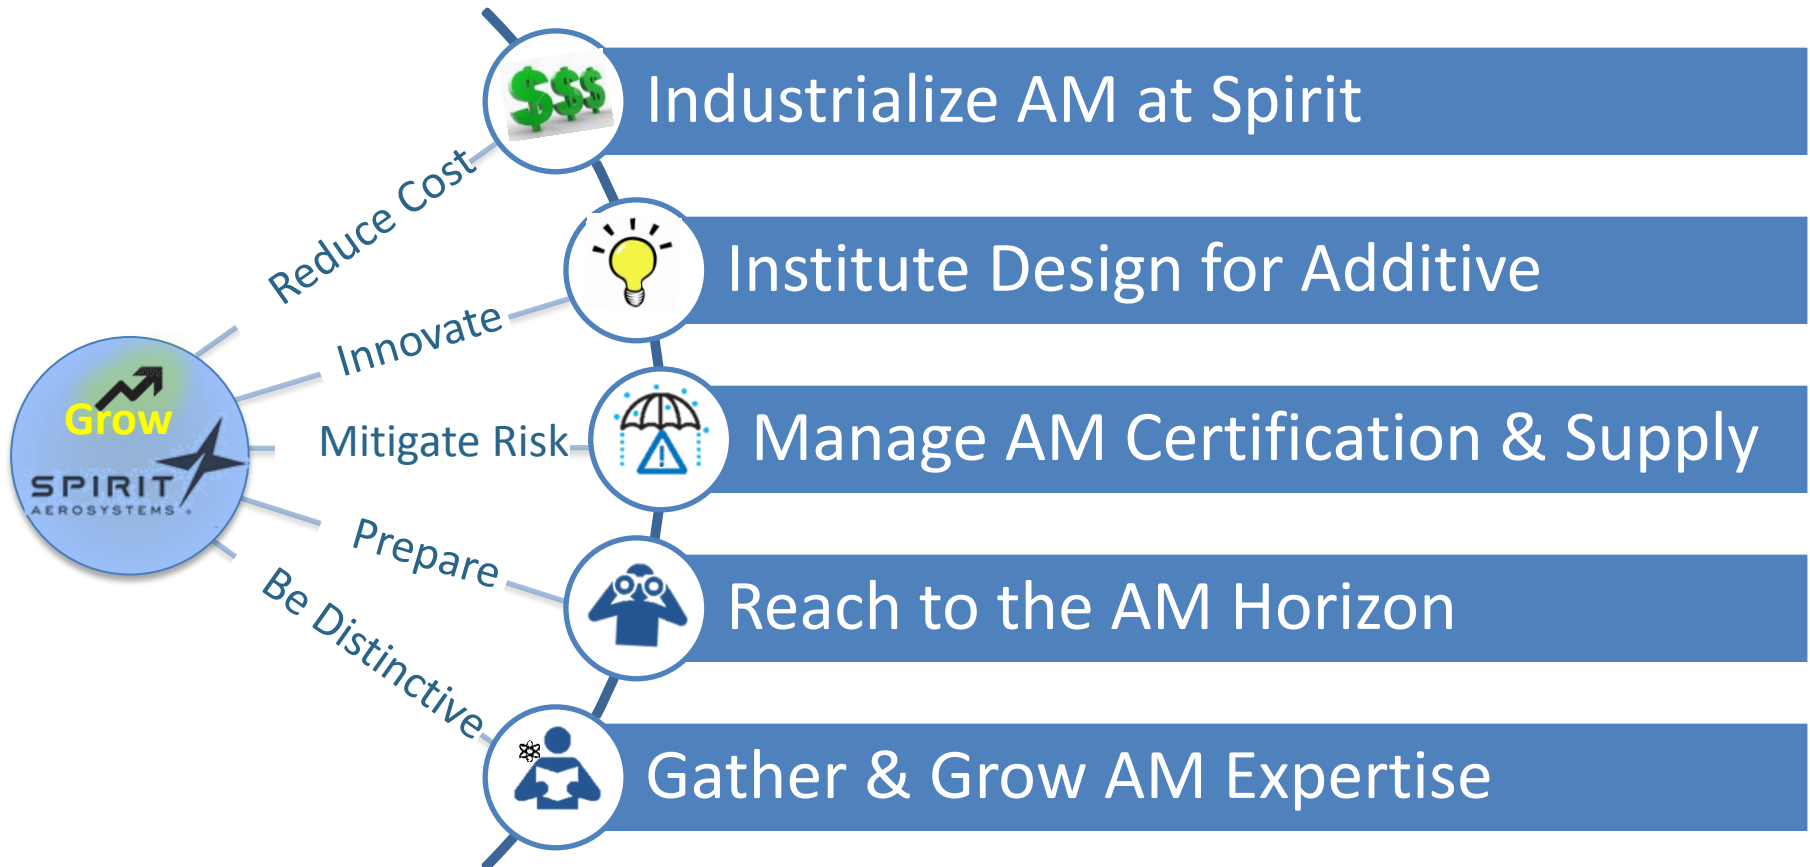 Industrialize AM at Spirit
Reduce Cost
Institute Design for Additive
Innovate
Grow
SPIRIT
AEROSYSTEMS
Mitigate Risk
Manage AM Certification & Supply
Prepare
Reach to the AM Horizon
Be Distinctive
Gather & Grow AM Expertise